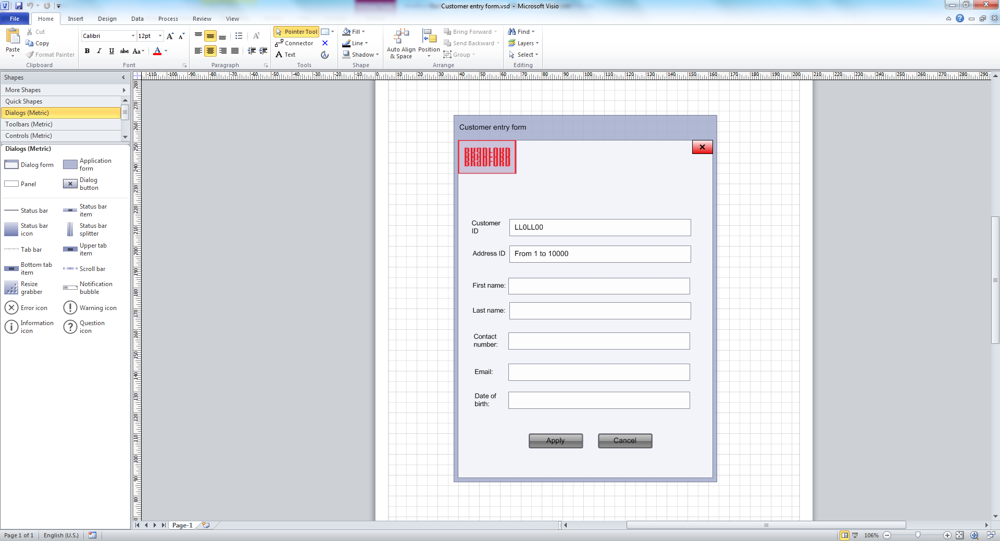 Customer entry form.vsd - Microsoft Visio
File Home Insert Design Data Process Review View
Paste
Cut
Copy
Format Painter
Clipboard
Calibri 12pt
B I U abc Aa A
Font
Paragraph
Pointer Tool
Connector
Text
Tools
Fill
Line
Shadow
Shape
Auto Align & Space
Position
Bring Forward
Send Backward
Group
Arrange
Find
Layers
Select
Editing
Shapes
More Shapes
Quick Shapes
Dialogs (Metric)
Toolbars (Metric)
Controls (Metric)
Dialogs (Metric)
Dialog form
Application form
Panel
Dialog button
Status bar
Status bar item
Status bar icon
Status bar splitter
Tab bar
Upper tab item
Bottom tab item
Scroll bar
Resize grabber
Notification bubble
Error icon
Warning icon
Information icon
Question icon
-110 -100 -90 -80 -70 -60 -50 -40 -30 -20 -10 0 10 20 30 40 50 60 70 80 90 100 110 120 130 140 150 160 170 180 190 200 210 220 230 240 250 260 270 280 290
280
270
260
250
240
230
220
210
200
190
180
170
160
150
140
130
120
110
100
90
80
Customer entry form
BRADFORD
Customer
ID
LL0LL00
Address ID
From 1 to 10000
First name:
Last name:
Contact
number:
Email:
Date of
birth:
Apply
Cancel
Page-1
Page 1 of 1
English (U.S.)
106%